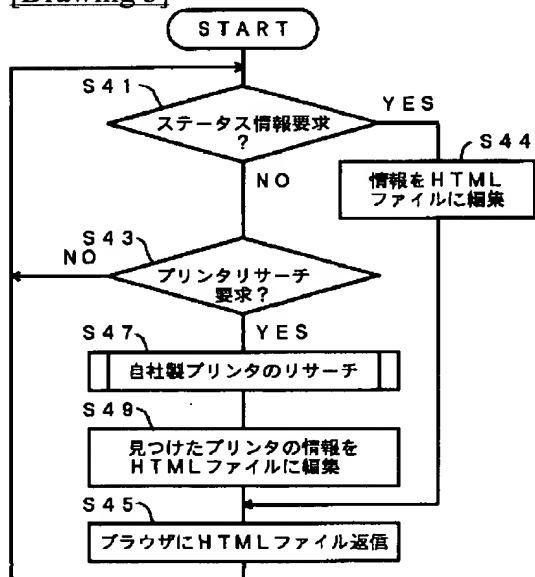 START
S41
ステータス情報要求
?
YES
NO
S44
情報をHTML
ファイルに編集
S43
NO
プリンタリサーチ
要求?
YES
S47
自社製プリンタのリサーチ
S49
見つけたプリンタの情報を
HTMLファイルに編集
S45
ブラウザにHTMLファイル返信